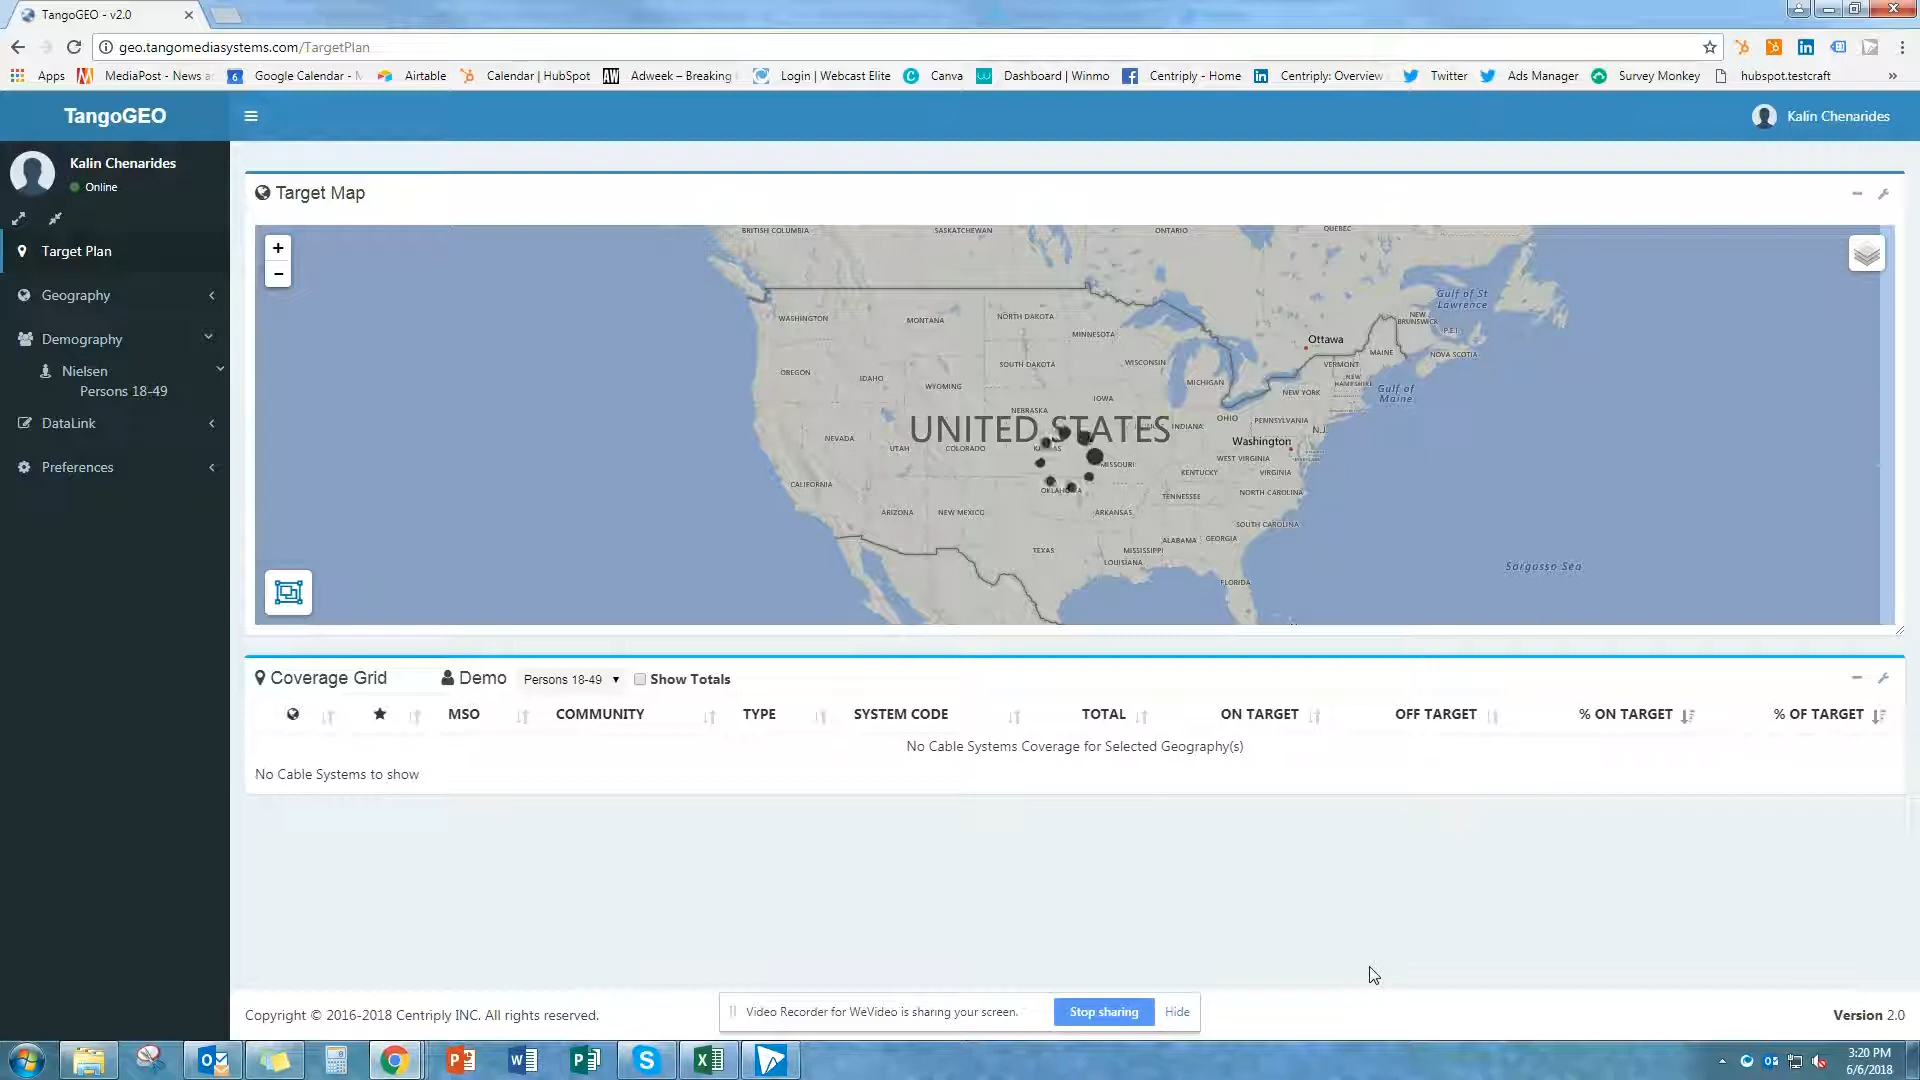 TangoGEO - v2.0
geo.tangomediasystems.com/TargetPlan
Apps MediaPost - News a Google Calendar - M Airtable Calendar | HubSpot Adweek – Breaking Login | Webcast Elite Canva Dashboard | Winmo Centriply - Home Centriply: Overview Twitter Ads Manager Survey Monkey hubspot.testcraft »
TangoGEO
Kalin Chenarides
Kalin Chenarides
Online
Target Plan
Geography
Demography
Nielsen
Persons 18-49
DataLink
Preferences
Target Map
+
−
BRITISH COLUMBIA SASKATCHEWAN ONTARIO QUEBEC
Gulf of St
Lawrence
WASHINGTON MONTANA NORTH DAKOTA MINNESOTA
NEW
BRUNSWICK P.E.I.
Ottawa
MAINE NOVA SCOTIA
OREGON IDAHO WYOMING SOUTH DAKOTA WISCONSIN MICHIGAN VERMONT
NEW
HAMPSHIRE
NEW YORK
Gulf of
Maine
NEBRASKA IOWA
UNITED STATES
INDIANA OHIO PENNSYLVANIA N.J.
NEVADA UTAH COLORADO MISSOURI
Washington
WEST VIRGINIA
KENTUCKY VIRGINIA
CALIFORNIA OKLAHOMA TENNESSEE NORTH CAROLINA
ARIZONA NEW MEXICO ARKANSAS SOUTH CAROLINA
TEXAS MISSISSIPPI ALABAMA GEORGIA
LOUISIANA
FLORIDA
Sargasso Sea
Coverage Grid Demo Persons 18-49 Show Totals
MSO COMMUNITY TYPE SYSTEM CODE TOTAL ON TARGET OFF TARGET % ON TARGET % OF TARGET
No Cable Systems Coverage for Selected Geography(s)
No Cable Systems to show
Copyright © 2016-2018 Centriply INC. All rights reserved.
Version 2.0
Video Recorder for WeVideo is sharing your screen. Stop sharing Hide
3:20 PM
6/6/2018